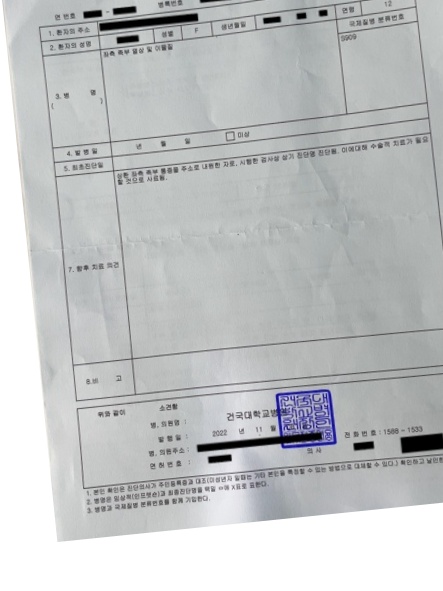 연 번호 -
병록번호
1. 환자의 주소
2. 환자의 성명 성별 F 생년월일 연령 12
3. 병 명
( )
좌측 족부 열상 및 이물질
국제질병 분류번호
S909
4. 발 병 일 년 월 일 미상
5. 최초진단일
7. 향후 치료 의견
상환 좌측 족부 통증을 주소로 내원한 자로, 시행한 검사상 상기 진단명 진단됨. 이에대해 수술적 치료가 필요
할 것으로 사료됨.
8.비 고
위와 같이 소견함
병, 의원명 : 건국대학교병원
발 행 일 : 2022 년 11 월
병, 의원주소 : 전 화 번 호 : 1588 - 1533
면 허 번 호 : 의 사
1. 본인 확인은 진단의사가 주민등록증과 대조(미성년자 일때는 기타 본인을 특정할 수 있는 방법으로 대체할 수 있다.) 확인하고 날인한
2. 병명은 임상적(인프렛슨)과 최종진단명을 택일 ㅁ에 X표로 표한다.
3. 병명과 국제질병 분류번호를 함께 기입한다.